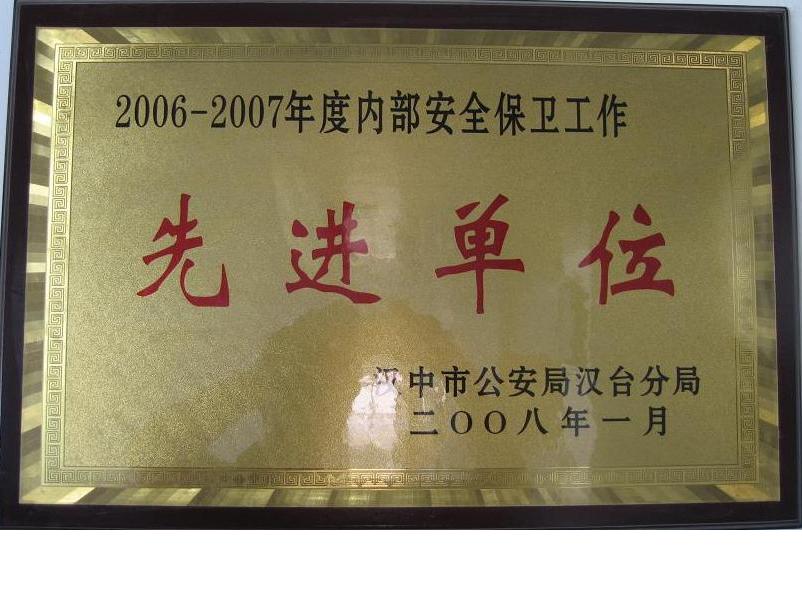 2006-2007年度内部安全保卫工作
先进单位
汉中市公安局汉台分局
二〇〇八年一月